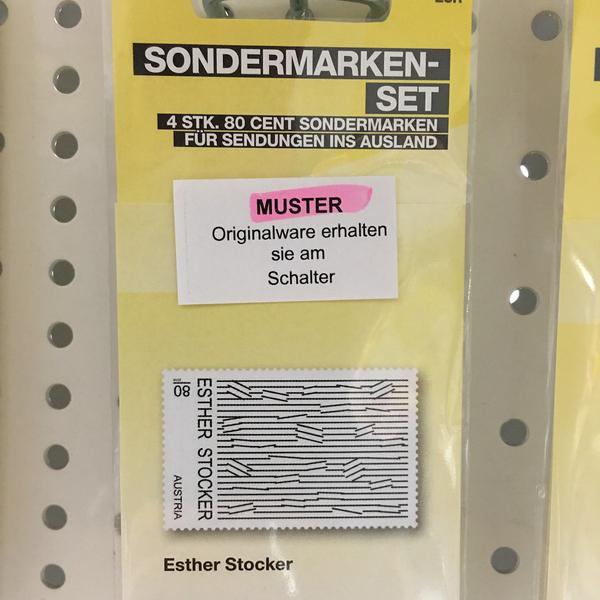 SONDERMARKEN-
SET
4 STK. 80 CENT SONDERMARKEN
FÜR SENDUNGEN INS AUSLAND
MUSTER
Originalware erhalten
sie am
Schalter
80
ESTHER STOCKER
AUSTRIA
Esther Stocker